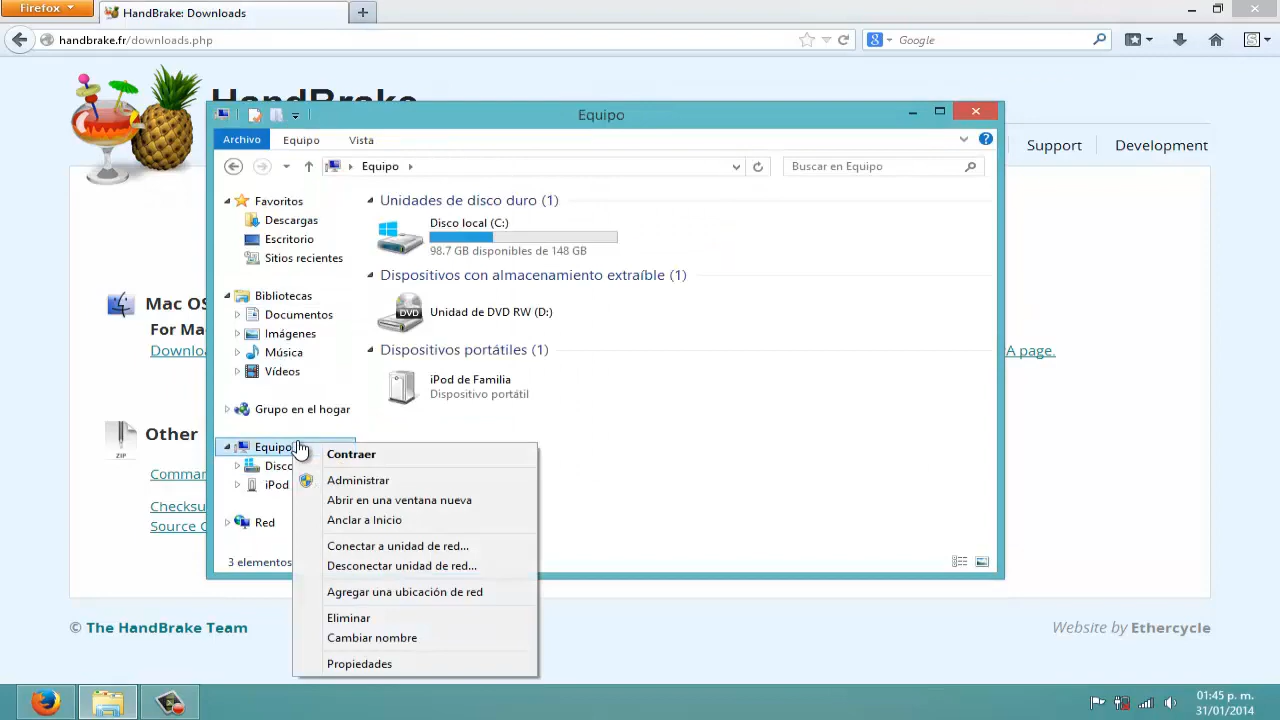 Firefox
HandBrake: Downloads
handbrake.fr/downloads.php
Google
HandBrake
Support
Development
Equipo
Archivo
Equipo
Vista
Equipo
Buscar en Equipo
Favoritos
Descargas
Escritorio
Sitios recientes
Bibliotecas
Documentos
Imágenes
Música
Vídeos
Grupo en el hogar
Equipo
Disco
iPod
Red
3 elementos
Unidades de disco duro (1)
Disco local (C:)
98.7 GB disponibles de 148 GB
Dispositivos con almacenamiento extraíble (1)
DVD
Unidad de DVD RW (D:)
Dispositivos portátiles (1)
iPod de Familia
Dispositivo portátil
Contraer
Administrar
Abrir en una ventana nueva
Anclar a Inicio
Conectar a unidad de red...
Desconectar unidad de red...
Agregar una ubicación de red
Eliminar
Cambiar nombre
Propiedades
Mac OS
For Ma
Downlo
A page.
ZIP
Other
Comman
Checksu
Source
© The HandBrake Team
Website by Ethercycle
01:45 p. m.
31/01/2014